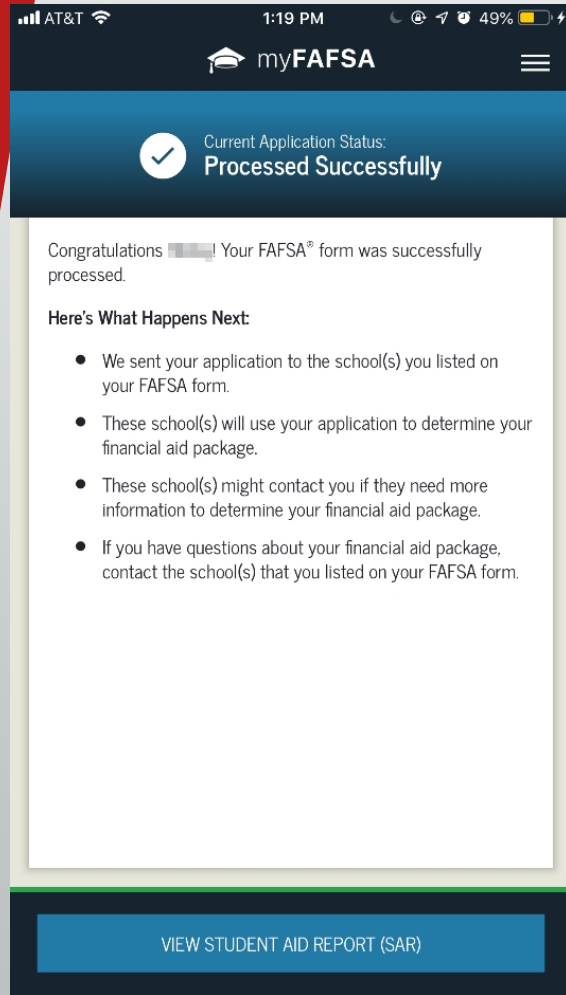 AT&T 1:19 PM 49%
myFAFSA
Current Application Status:
Processed Successfully
Congratulations ! Your FAFSA® form was successfully
processed.
Here's What Happens Next:
• We sent your application to the school(s) you listed on
your FAFSA form.
• These school(s) will use your application to determine your
financial aid package.
• These school(s) might contact you if they need more
information to determine your financial aid package.
• If you have questions about your financial aid package,
contact the school(s) that you listed on your FAFSA form.
VIEW STUDENT AID REPORT (SAR)